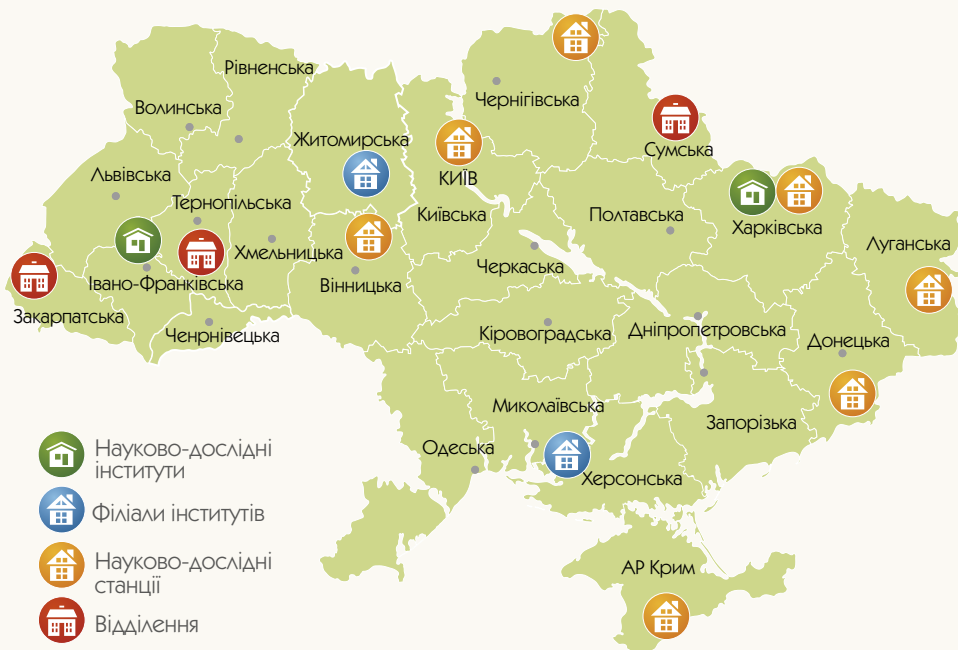 Рівненська
Волинська
Чернігівська
Житомирська
Сумська
Львівська
КИЇВ
Тернопільська
Київська
Полтавська
Харківська
Хмельницька
Луганська
Черкаська
Івано-Франківська
Вінницька
Закарпатська
Ченрнівецька
Кіровоградська
Дніпропетровська
Донецька
Миколаївська
Запорізька
Одеська
Херсонська
АР Крим
Науково-дослідні
інститути
Філіали інститутів
Науково-дослідні
станції
Відділення